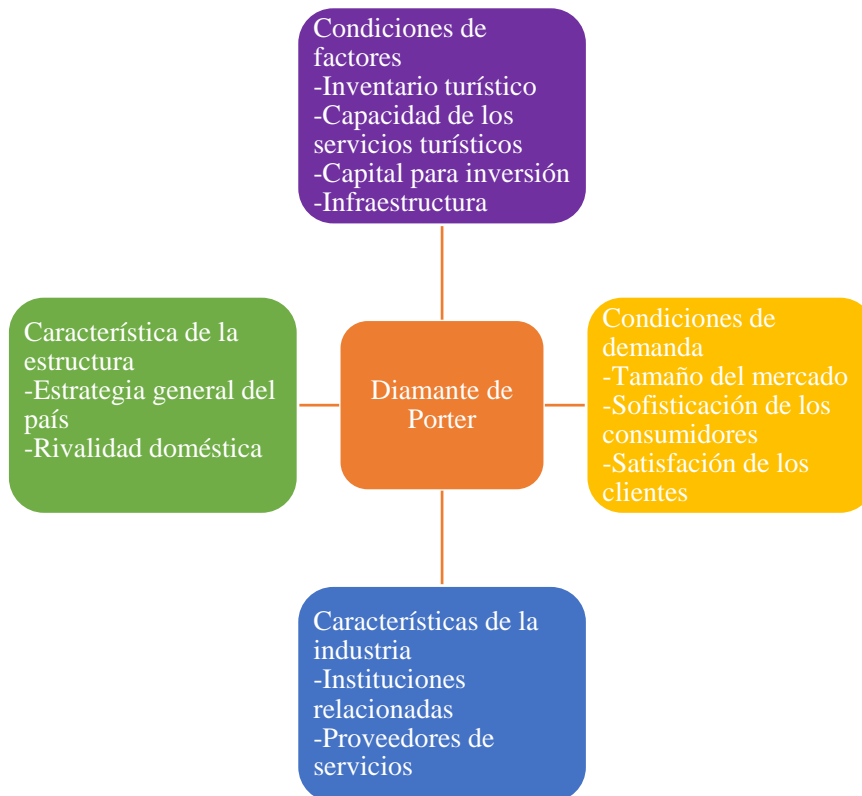 Condiciones de
factores
-Inventario turístico
-Capacidad de los
servicios turísticos
-Capital para inversión
-Infraestructura
Característica de la
estructura
-Estrategia general del
país
-Rivalidad doméstica
Diamante de
Porter
Condiciones de
demanda
-Tamaño del mercado
-Sofisticación de los
consumidores
-Satisfación de los
clientes
Características de la
industria
-Instituciones
relacionadas
-Proveedores de
servicios